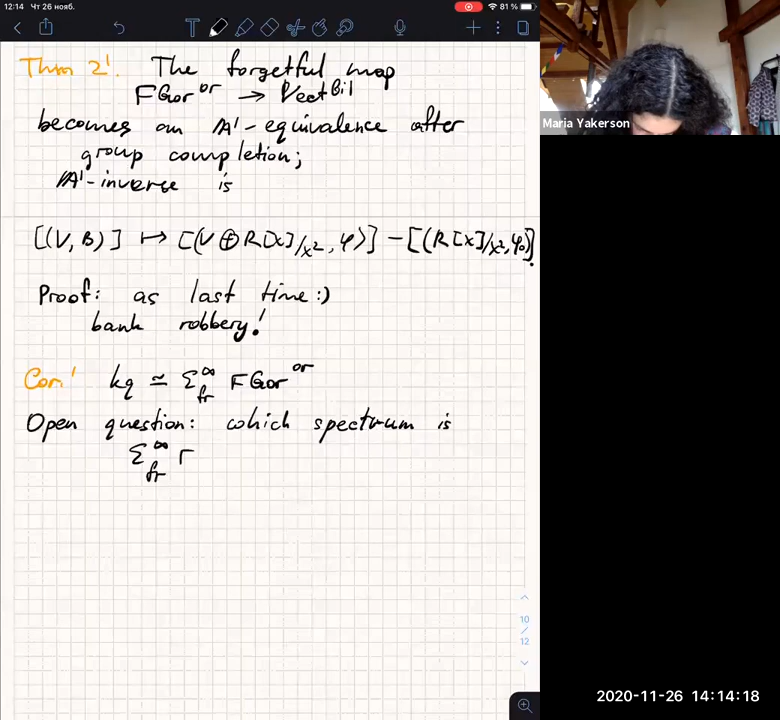 12:14 Чт 26 нояб.
81 %
Thm 2'. The forgetful map
FGor^or → Vect^Bil
becomes an A¹-equivalence after
group completion;
A¹-inverse is
[(V, B)] ↦ [(V ⊕ R[x]/x², φ)] − [(R[x]/x², φ₀)].
Proof: as last time :)
bank robbery!
Cor.' kq ≃ Σ^∞_fr FGor^or
Open question: which spectrum is
Σ^∞_fr
10
/
12
Maria Yakerson
2020-11-26 14:14:18